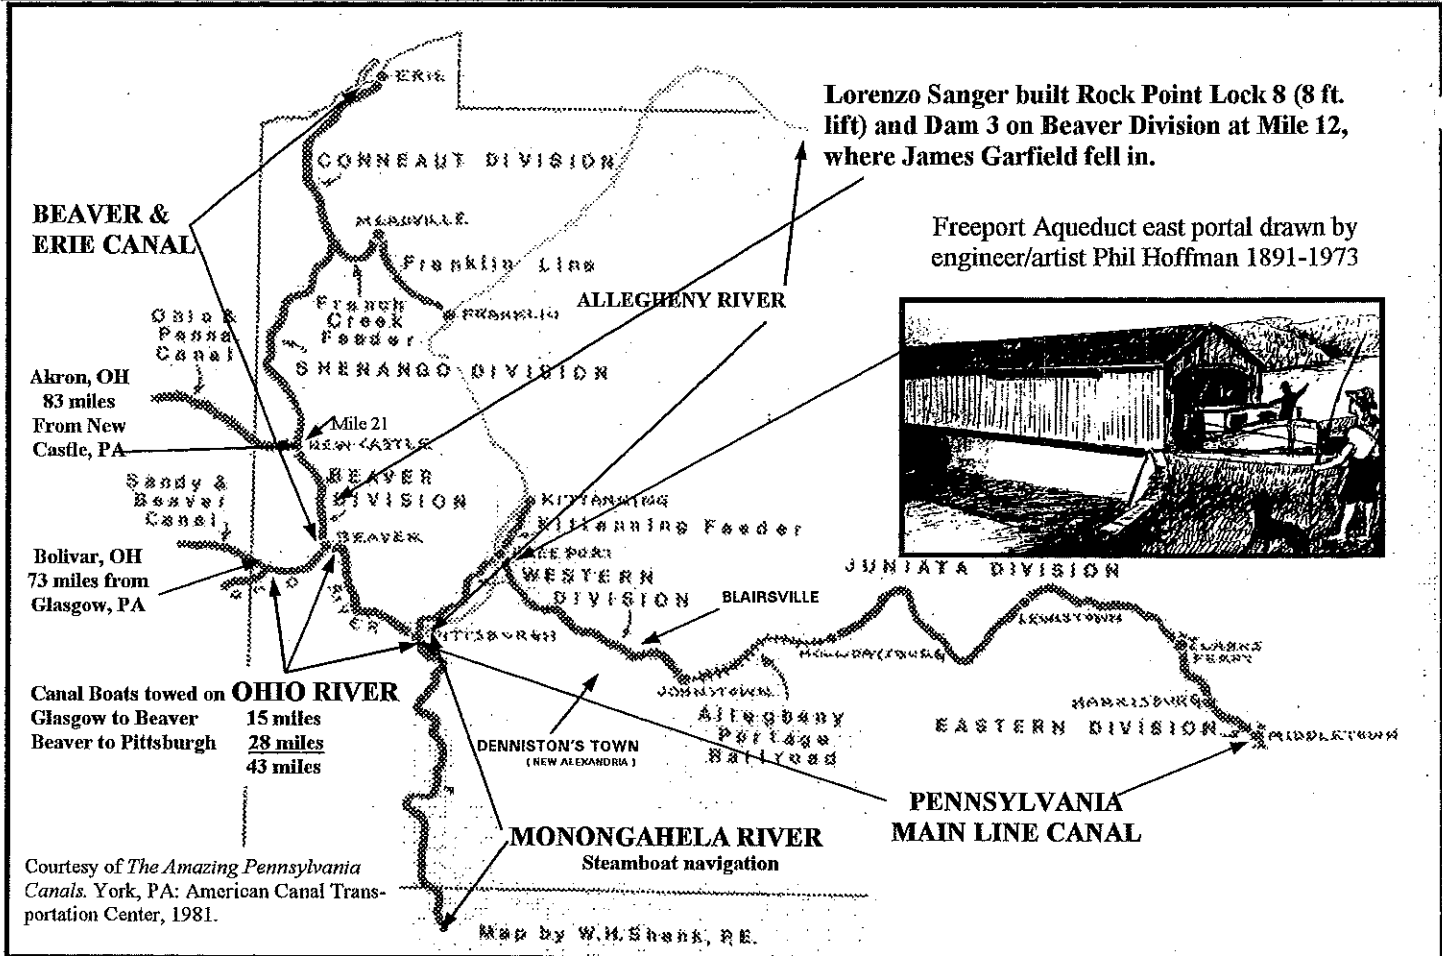 ERIE
Lorenzo Sanger built Rock Point Lock 8 (8 ft.
lift) and Dam 3 on Beaver Division at Mile 12,
where James Garfield fell in.
CONNEAUT DIVISION
BEAVER &
ERIE CANAL
MEADVILLE
Freeport Aqueduct east portal drawn by
engineer/artist Phil Hoffman 1891-1973
Franklin Line
ALLEGHENY RIVER
French
Creek
Feeder
FRANKLIN
Ohio &
Penna
Canal
SHENANGO DIVISION
Akron, OH
83 miles
From New
Castle, PA
Mile 21
NEW CASTLE
BEAVER
DIVISION
Sandy &
Beaver
Canal
KITTANNING
Kittanning Feeder
BEAVER
FREEPORT
Bolivar, OH
73 miles from
Glasgow, PA
WESTERN
DIVISION
JUNIATA DIVISION
BLAIRSVILLE
LEWISTOWN
OHIO
RIVER
PITTSBURGH
HOLLIDAYSBURG
CLARKS
FERRY
JOHNSTOWN
Canal Boats towed on OHIO RIVER
Glasgow to Beaver 15 miles
Beaver to Pittsburgh 28 miles
43 miles
Allegheny
Portage
Railroad
HARRISBURG
EASTERN DIVISION
MIDDLETOWN
DENNISTON'S TOWN
(NEW ALEXANDRIA)
PENNSYLVANIA
MAIN LINE CANAL
MONONGAHELA RIVER
Steamboat navigation
Courtesy of The Amazing Pennsylvania
Canals. York, PA: American Canal Trans-
portation Center, 1981.
Map by W.H. Shank, P.E.